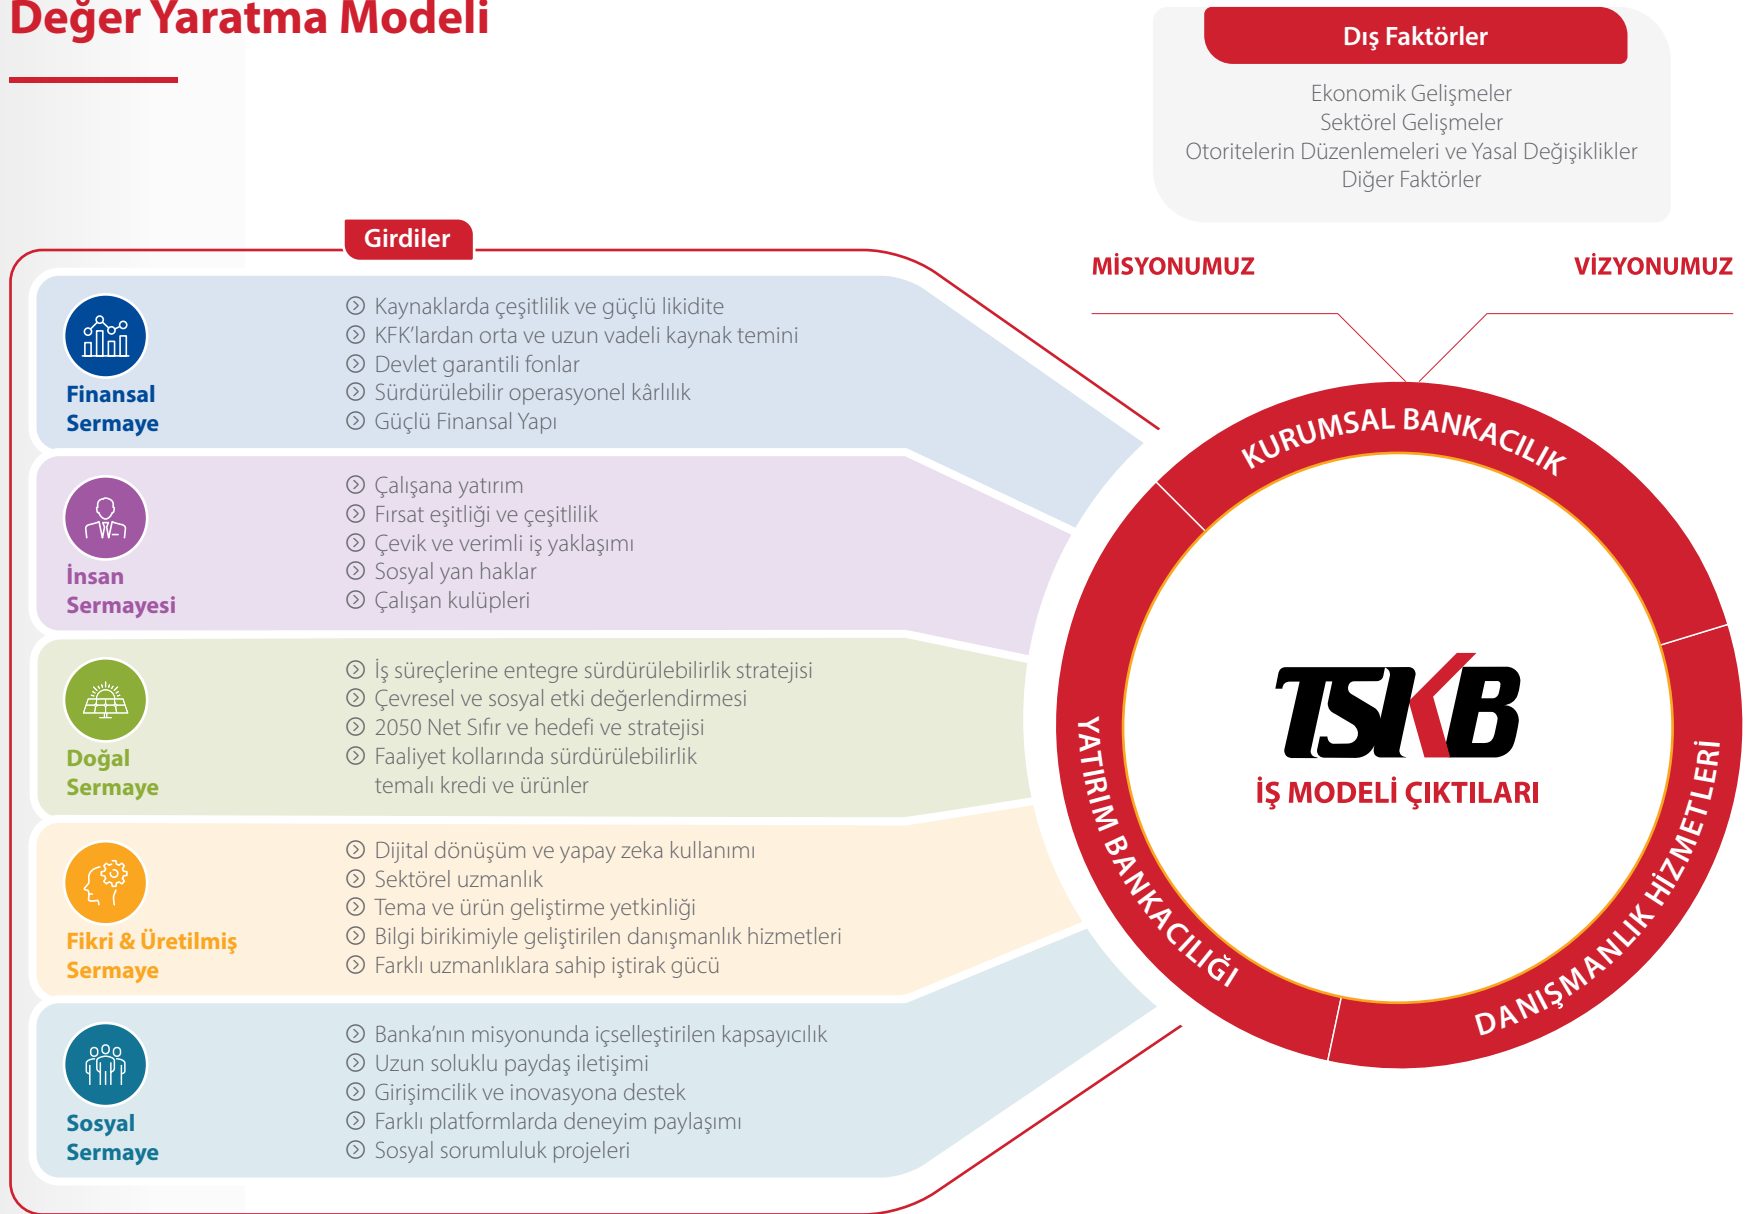 Değer Yaratma Modeli
Dış Faktörler
Ekonomik Gelişmeler
Sektörel Gelişmeler
Otoritelerin Düzenlemeleri ve Yasal Değişiklikler
Diğer Faktörler
Girdiler
MİSYONUMUZ
VİZYONUMUZ
Finansal
Sermaye
Kaynaklarda çeşitlilik ve güçlü likidite
KFK'lardan orta ve uzun vadeli kaynak temini
Devlet garantili fonlar
Sürdürülebilir operasyonel kârlılık
Güçlü Finansal Yapı
İnsan
Sermayesi
Çalışana yatırım
Fırsat eşitliği ve çeşitlilik
Çevik ve verimli iş yaklaşımı
Sosyal yan haklar
Çalışan kulüpleri
Doğal
Sermaye
İş süreçlerine entegre sürdürülebilirlik stratejisi
Çevresel ve sosyal etki değerlendirmesi
2050 Net Sıfır ve hedefi ve stratejisi
Faaliyet kollarında sürdürülebilirlik
temalı kredi ve ürünler
Fikri & Üretilmiş
Sermaye
Dijital dönüşüm ve yapay zeka kullanımı
Sektörel uzmanlık
Tema ve ürün geliştirme yetkinliği
Bilgi birikimiyle geliştirilen danışmanlık hizmetleri
Farklı uzmanlıklara sahip iştirak gücü
Sosyal
Sermaye
Banka'nın misyonunda içselleştirilen kapsayıcılık
Uzun soluklu paydaş iletişimi
Girişimcilik ve inovasyona destek
Farklı platformlarda deneyim paylaşımı
Sosyal sorumluluk projeleri
KURUMSAL BANKACILIK
YATIRIM BANKACILIĞI
DANIŞMANLIK HİZMETLERİ
TSKB
İŞ MODELİ ÇIKTILARI